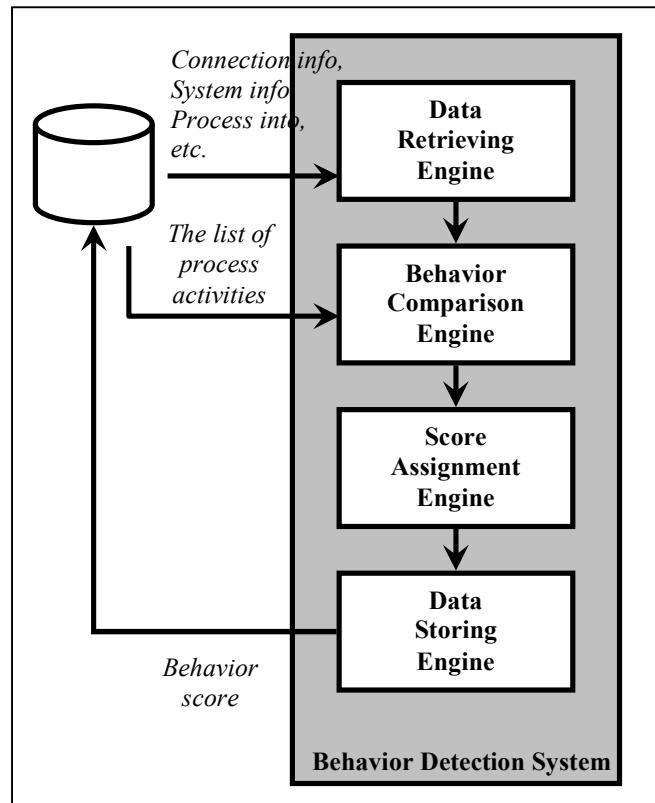 Connection info,
System info
Process into,
etc.
Data
Retrieving
Engine
The list of
process
activities
Behavior
Comparison
Engine
Score
Assignment
Engine
Data
Storing
Engine
Behavior
score
Behavior Detection System